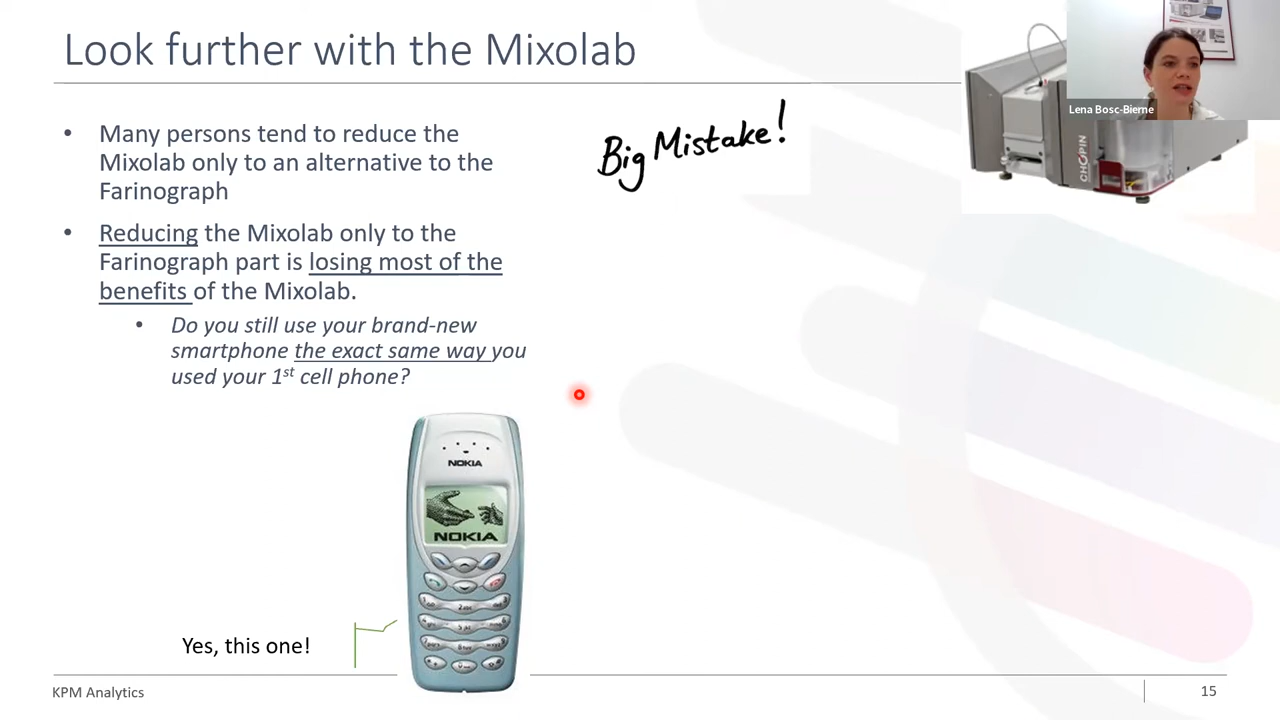 Look further with the Mixolab
Many persons tend to reduce the
Mixolab only to an alternative to the
Farinograph
Reducing the Mixolab only to the
Farinograph part is losing most of the
benefits of the Mixolab.
Do you still use your brand-new
smartphone the exact same way you
used your 1st cell phone?
Big Mistake!
Lena Bosc-Bierne
CHOPIN
NOKIA
NOKIA
Yes, this one!
KPM Analytics
15